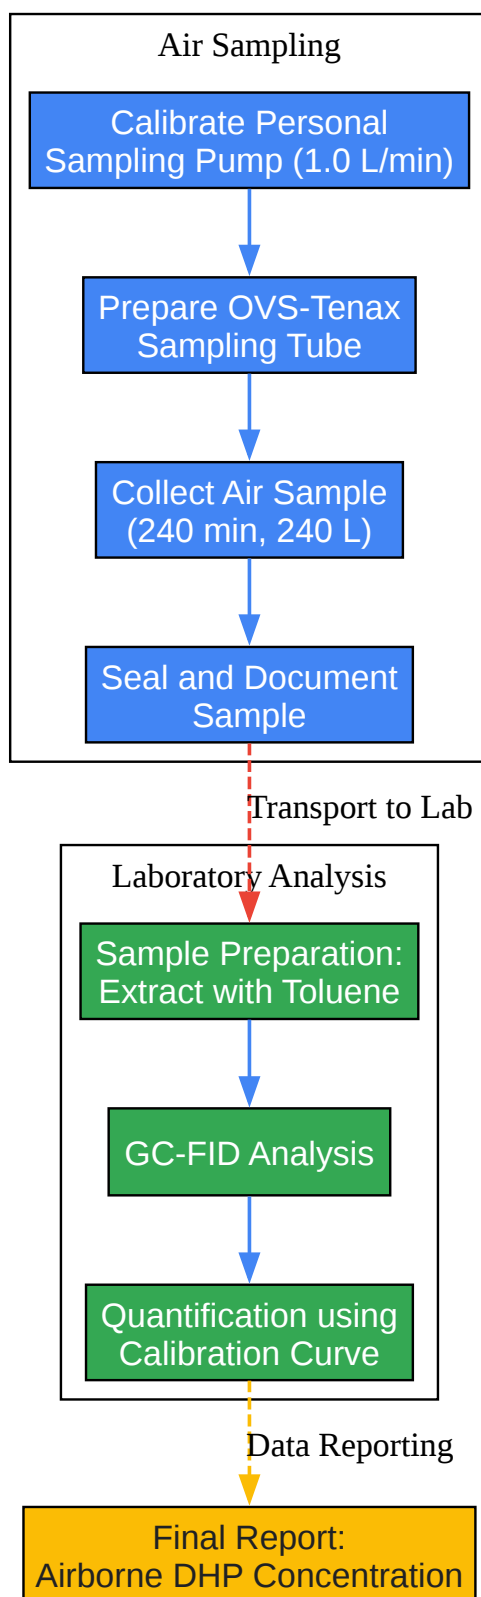 Air Sampling
Calibrate Personal
Sampling Pump (1.0 L/min)
Prepare OVS-Tenax
Sampling Tube
Collect Air Sample
(240 min, 240 L)
Seal and Document
Sample
Transport to Lab
Laboratory Analysis
Sample Preparation:
Extract with Toluene
GC-FID Analysis
Quantification using
Calibration Curve
Data Reporting
Final Report:
Airborne DHP Concentration